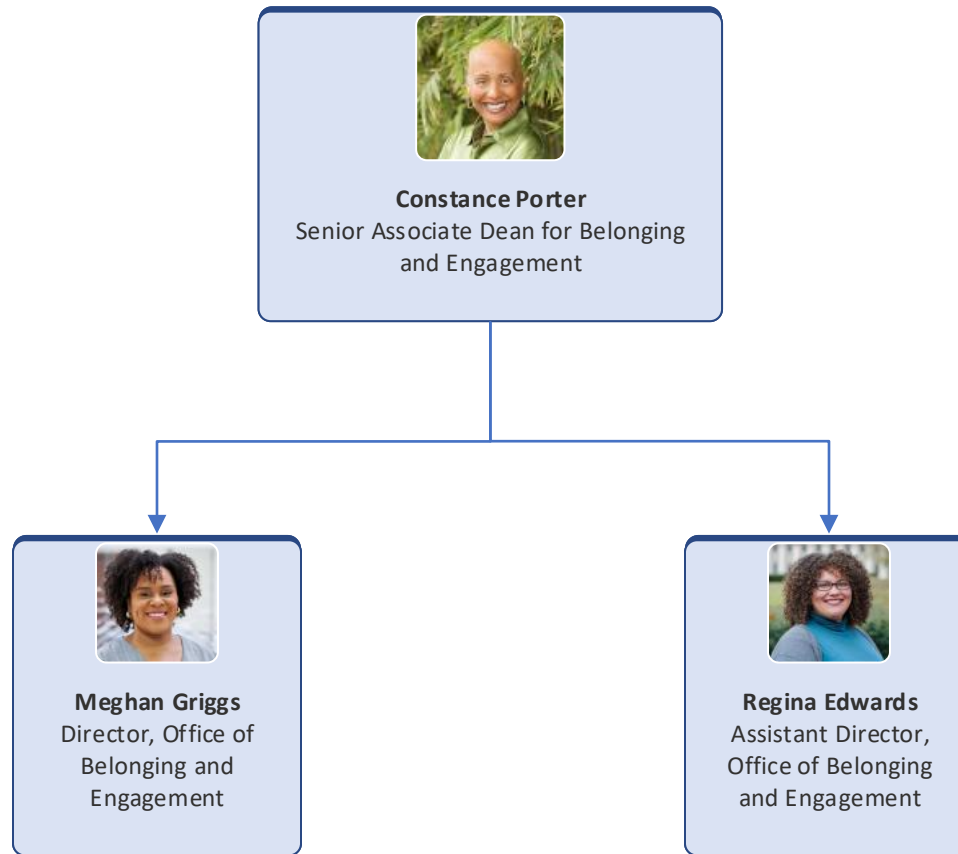 Constance Porter
Senior Associate Dean for Belonging
and Engagement
Meghan Griggs
Director, Office of
Belonging and
Engagement
Regina Edwards
Assistant Director,
Office of Belonging
and Engagement